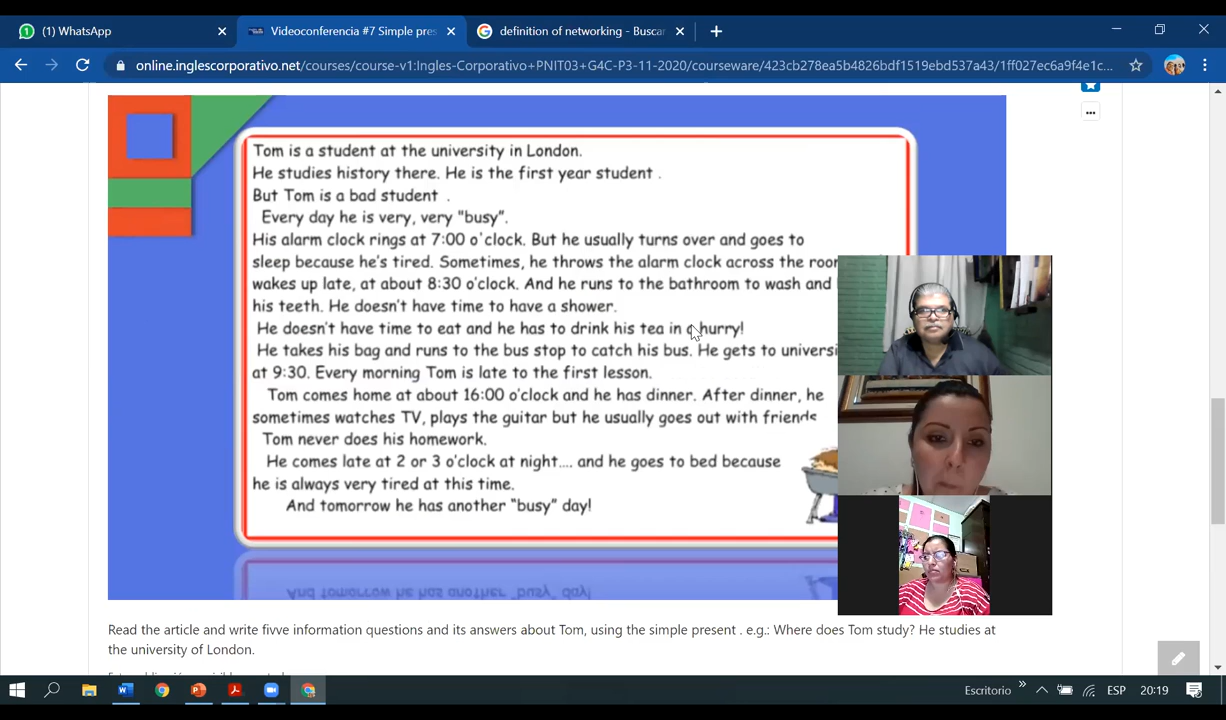 (1) WhatsApp
Videoconferencia #7 Simple pres
definition of networking - Buscar
online.inglescorporativo.net/courses/course-v1:Ingles-Corporativo+PNIT03+G4C-P3-11-2020/courseware/423cb278ea5b4826bdf1519ebd537a43/1ff027ec6a9f4e1c...
Tom is a student at the university in London.
He studies history there. He is the first year student .
But Tom is a bad student .
Every day he is very, very "busy".
His alarm clock rings at 7:00 o'clock. But he usually turns over and goes to
sleep because he's tired. Sometimes, he throws the alarm clock across the
wakes up late, at about 8:30 o'clock. And he runs to the bathroom to wash and
his teeth. He doesn't have time to have a shower.
He doesn't have time to eat and he has to drink his tea in a hurry!
He takes his bag and runs to the bus stop to catch his bus. He gets to
at 9:30. Every morning Tom is late to the first lesson.
Tom comes home at about 16:00 o'clock and he has dinner. After dinner, he
sometimes watches TV, plays the guitar but he usually goes out with friends
Tom never does his homework.
He comes late at 2 or 3 o'clock at night.... and he goes to bed because
he is always very tired at this time.
And tomorrow he has another "busy" day!
Read the article and write fivve information questions and its answers about Tom, using the simple present . e.g.: Where does Tom study? He studies at
the university of London.
Escritorio
ESP
20:19